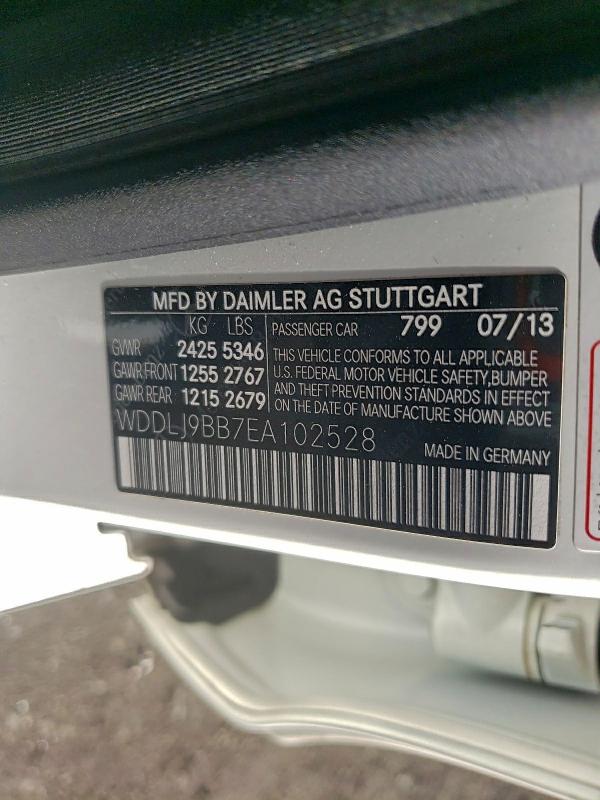 MFD BY DAIMLER AG STUTTGART
KG LBS PASSENGER CAR 799 07/13
GVWR 2425 5346
GAWR FRONT 1255 2767
GAWR REAR 1215 2679
THIS VEHICLE CONFORMS TO ALL APPLICABLE
U.S. FEDERAL MOTOR VEHICLE SAFETY, BUMPER
AND THEFT PREVENTION STANDARDS IN EFFECT
ON THE DATE OF MANUFACTURE SHOWN ABOVE
WDDLJ9BB7EA102528
MADE IN GERMANY